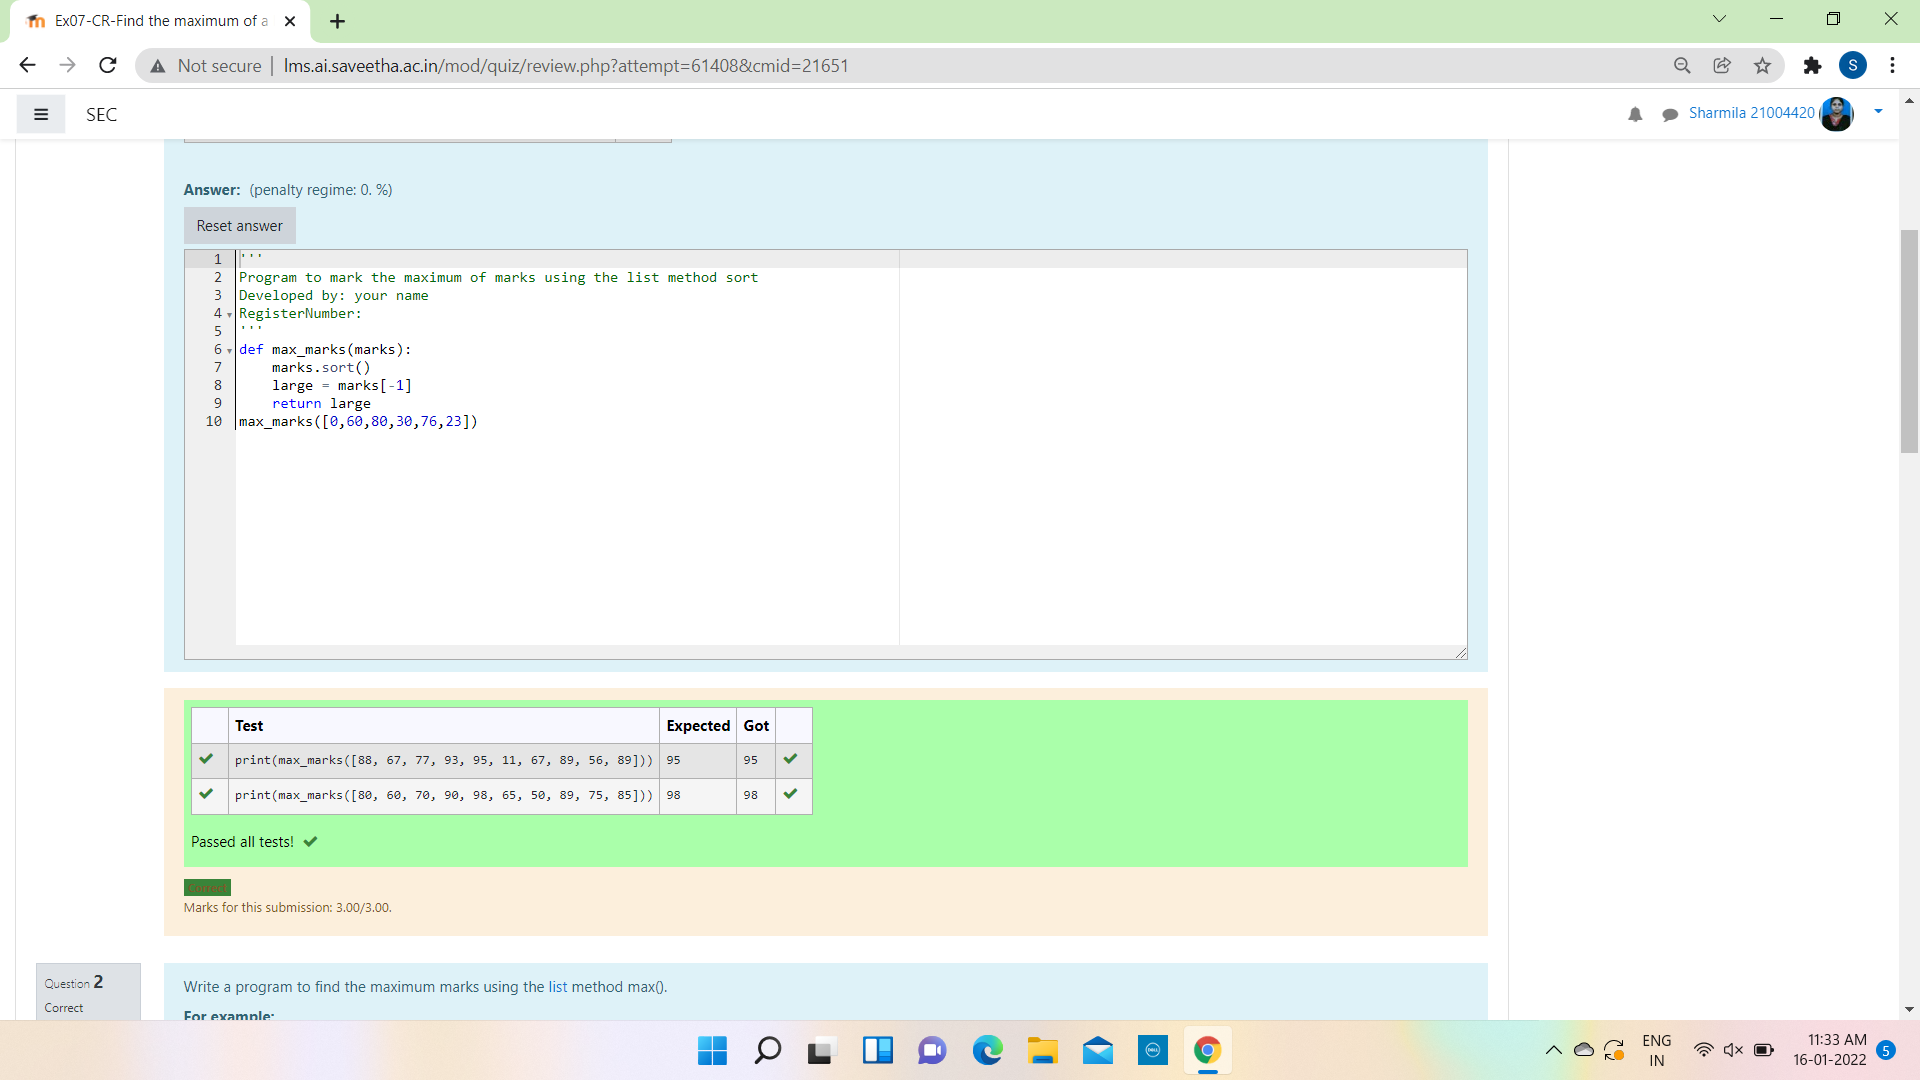 Ex07-CR-Find the maximum of a
Not secure
lms.ai.saveetha.ac.in/mod/quiz/review.php?attempt=61408&cmid=21651
S
SEC
Sharmila 21004420
Answer: (penalty regime: 0. %)
Reset answer
1 '''
2 Program to mark the maximum of marks using the list method sort
3 Developed by: your name
4 RegisterNumber:
5 '''
6 def max_marks(marks):
7 marks.sort()
8 large = marks[-1]
9 return large
10 max_marks([0,60,80,30,76,23])
Test Expected Got
print(max_marks([88, 67, 77, 93, 95, 11, 67, 89, 56, 89])) 95 95
print(max_marks([80, 60, 70, 90, 98, 65, 50, 89, 75, 85])) 98 98
Passed all tests!
Correct
Marks for this submission: 3.00/3.00.
Question 2
Correct
Write a program to find the maximum marks using the list method max().
For example:
ENG
IN
11:33 AM
16-01-2022
5
DELL